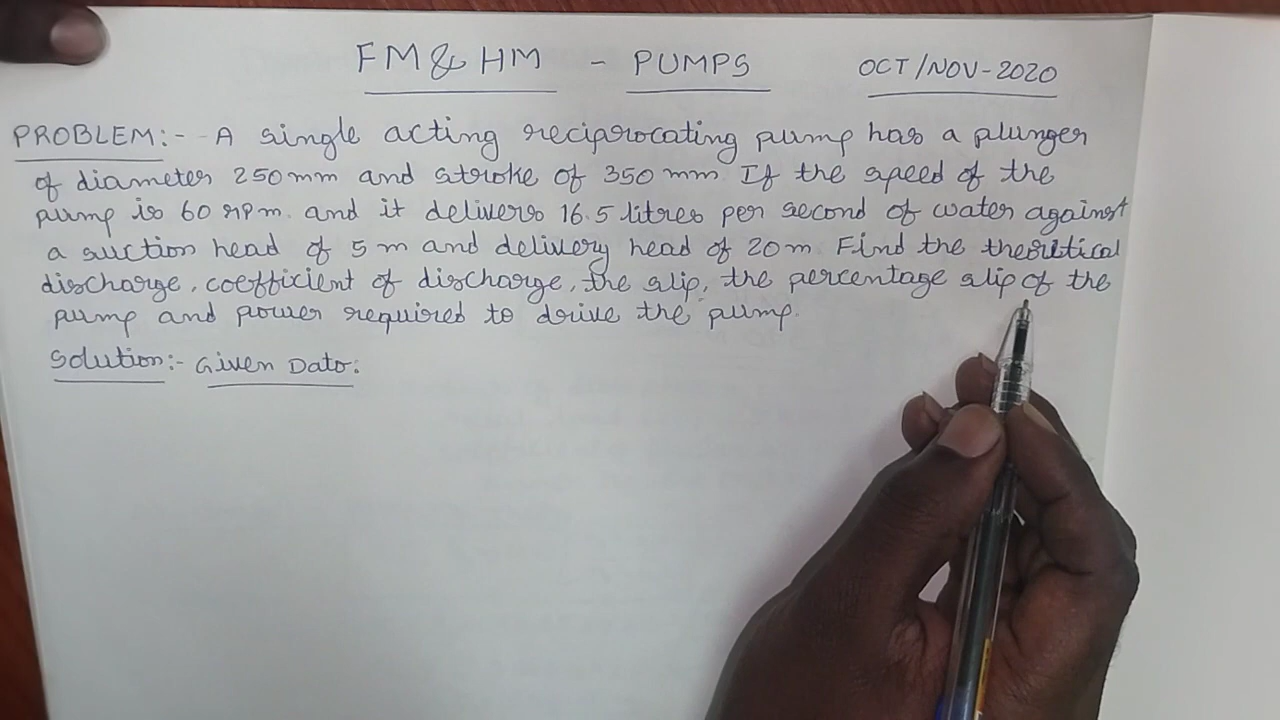 FM & HM - PUMPS OCT/NOV-2020
PROBLEM:- A single acting reciprocating pump has a plunger
of diameter 250mm and stroke of 350 mm. If the speed of the
pump is 60 rpm. and it delivers 16.5 litres per second of water against
a suction head of 5 m and delivery head of 20 m. Find the theoritical
discharge, coefficient of discharge, the slip, the percentage slip of the
pump and power required to drive the pump.
Solution:- Given Data: